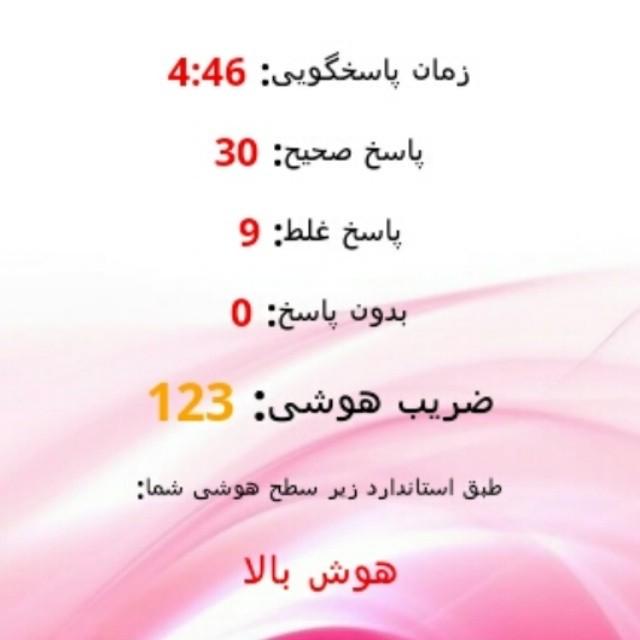 زمان پاسخگویی: 4:46
پاسخ صحیح: 30
پاسخ غلط: 9
بدون پاسخ: 0
ضریب هوشی: 123
طبق استاندارد زیر سطح هوشی شما:
هوش بالا